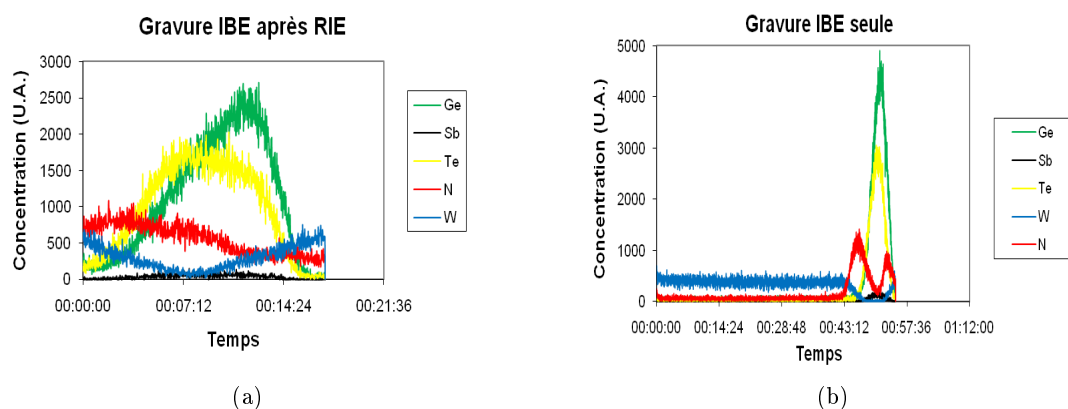 Gravure IBE après RIE
Concentration (U.A.)
3000
2500
2000
1500
1000
500
0
00:00:00 00:07:12 00:14:24 00:21:36
Temps
Ge
Sb
Te
N
W
(a)
Gravure IBE seule
Concentration (U.A.)
5000
4000
3000
2000
1000
0
00:00:00 00:14:24 00:28:48 00:43:12 00:57:36 01:12:00
Temps
Ge
Sb
Te
W
N
(b)